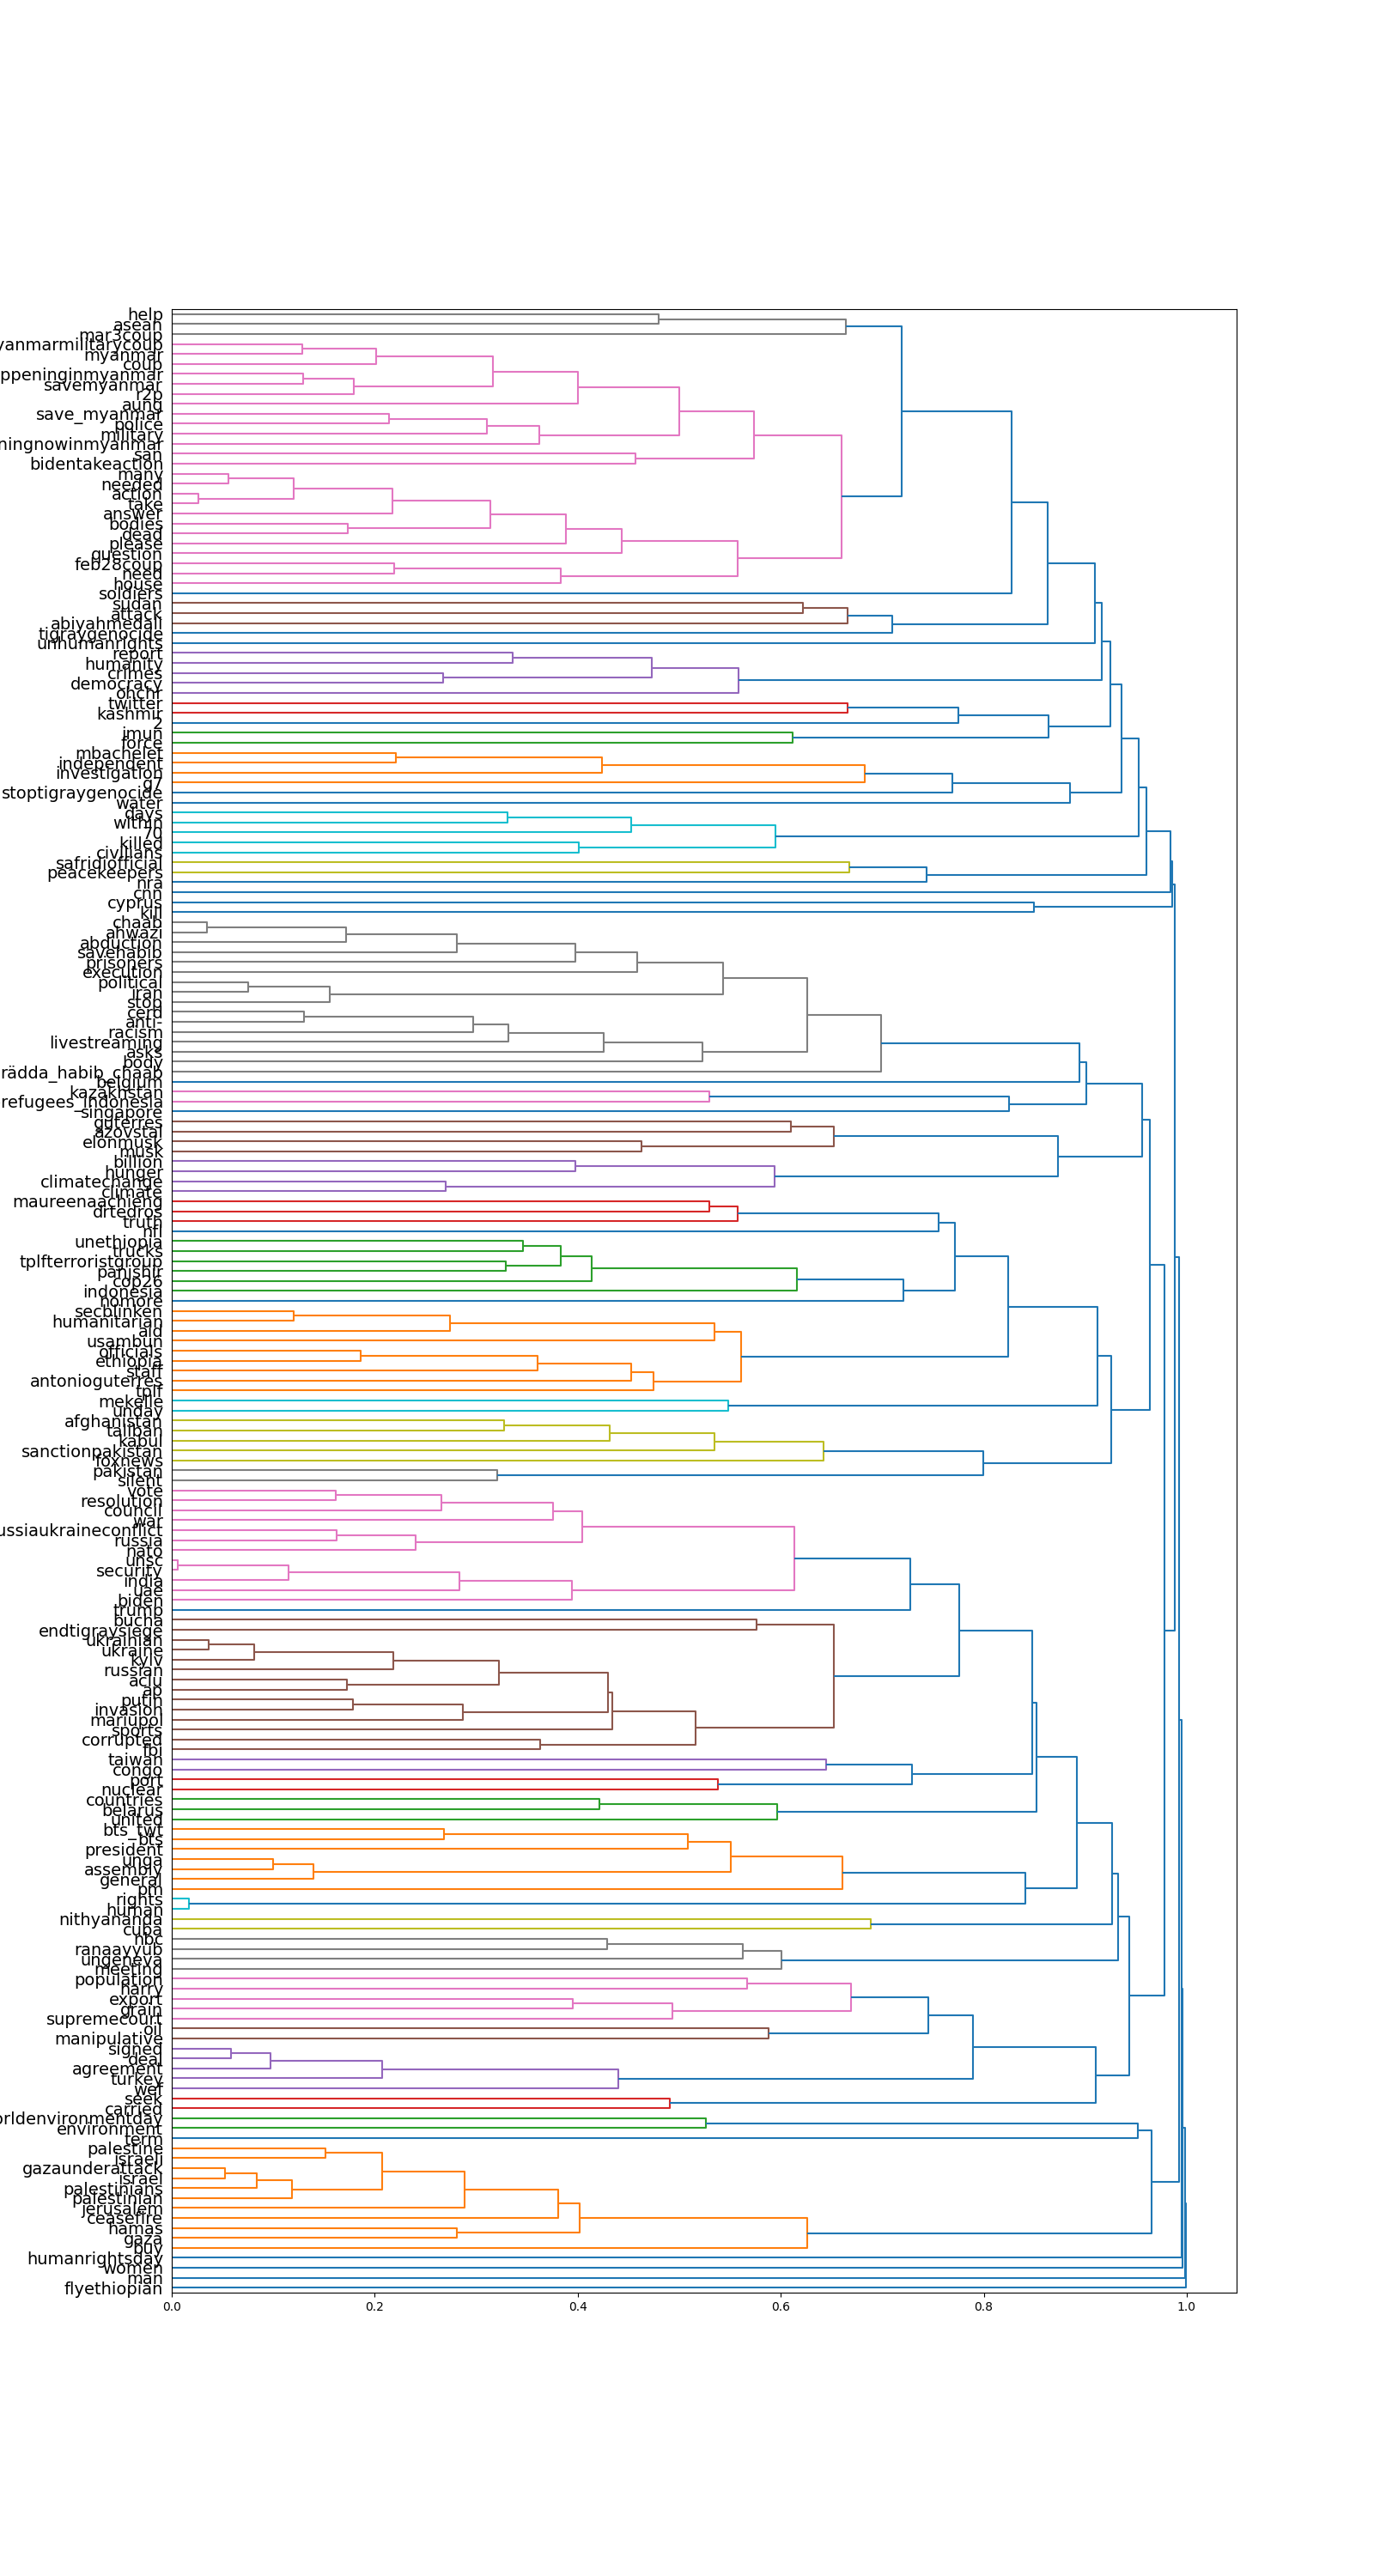 help
asean
mar3coup
yanmarmilitarycoup
myanmar
coup
ppeninginmyanmar
savemyanmar
r2p
aung
save_myanmar
police
military
ningnowinmyanmar
san
bidentakeaction
many
needed
action
take
answer
bodies
dead
please
question
feb28coup
need
house
soldiers
sudan
attack
abiyahmedali
tigraygenocide
unhumanrights
report
humanity
crimes
democracy
ohchr
twitter
kashmir
2
imun
force
mbachelet
independent
investigation
g7
stoptigraygenocide
water
days
within
70
killed
civilians
safridiofficial
peacekeepers
nra
cnn
cyprus
kill
chaab
ahwazi
abduction
savehabib
prisoners
execution
political
iran
stop
cerd
anti-
racism
livestreaming
asks
body
rädda_habib_chaab
belgium
kazakhstan
refugees_indonesia
singapore
guterres
azovstal
elonmusk
musk
billion
hunger
climatechange
climate
maureenaachieng
drtedros
truth
nfl
unethiopia
trucks
tplfterroristgroup
panjshir
cop26
indonesia
nomore
secblinken
humanitarian
aid
usambun
officials
ethiopia
staff
antonioguterres
tplf
mekelle
unday
afghanistan
taliban
kabul
sanctionpakistan
foxnews
pakistan
silent
vote
resolution
council
war
ussiaukraineconflict
russia
nato
unsc
security
india
uae
biden
trump
bucha
endtigraysiege
ukrainian
ukraine
kyiv
russian
aclu
ap
putin
invasion
mariupol
sports
corrupted
fbi
taiwan
congo
port
nuclear
countries
belarus
united
bts_twt
bts
president
unga
assembly
general
pm
rights
human
nithyananda
cuba
nbc
ranaayyub
ungeneva
meeting
population
harry
export
grain
supremecourt
oil
manipulative
signed
deal
agreement
turkey
wef
seek
carried
orldenvironmentday
environment
term
palestine
israeli
gazaunderattack
israel
palestinians
palestinian
jerusalem
ceasefire
hamas
gaza
buy
humanrightsday
women
man
flyethiopian
0.0 0.2 0.4 0.6 0.8 1.0